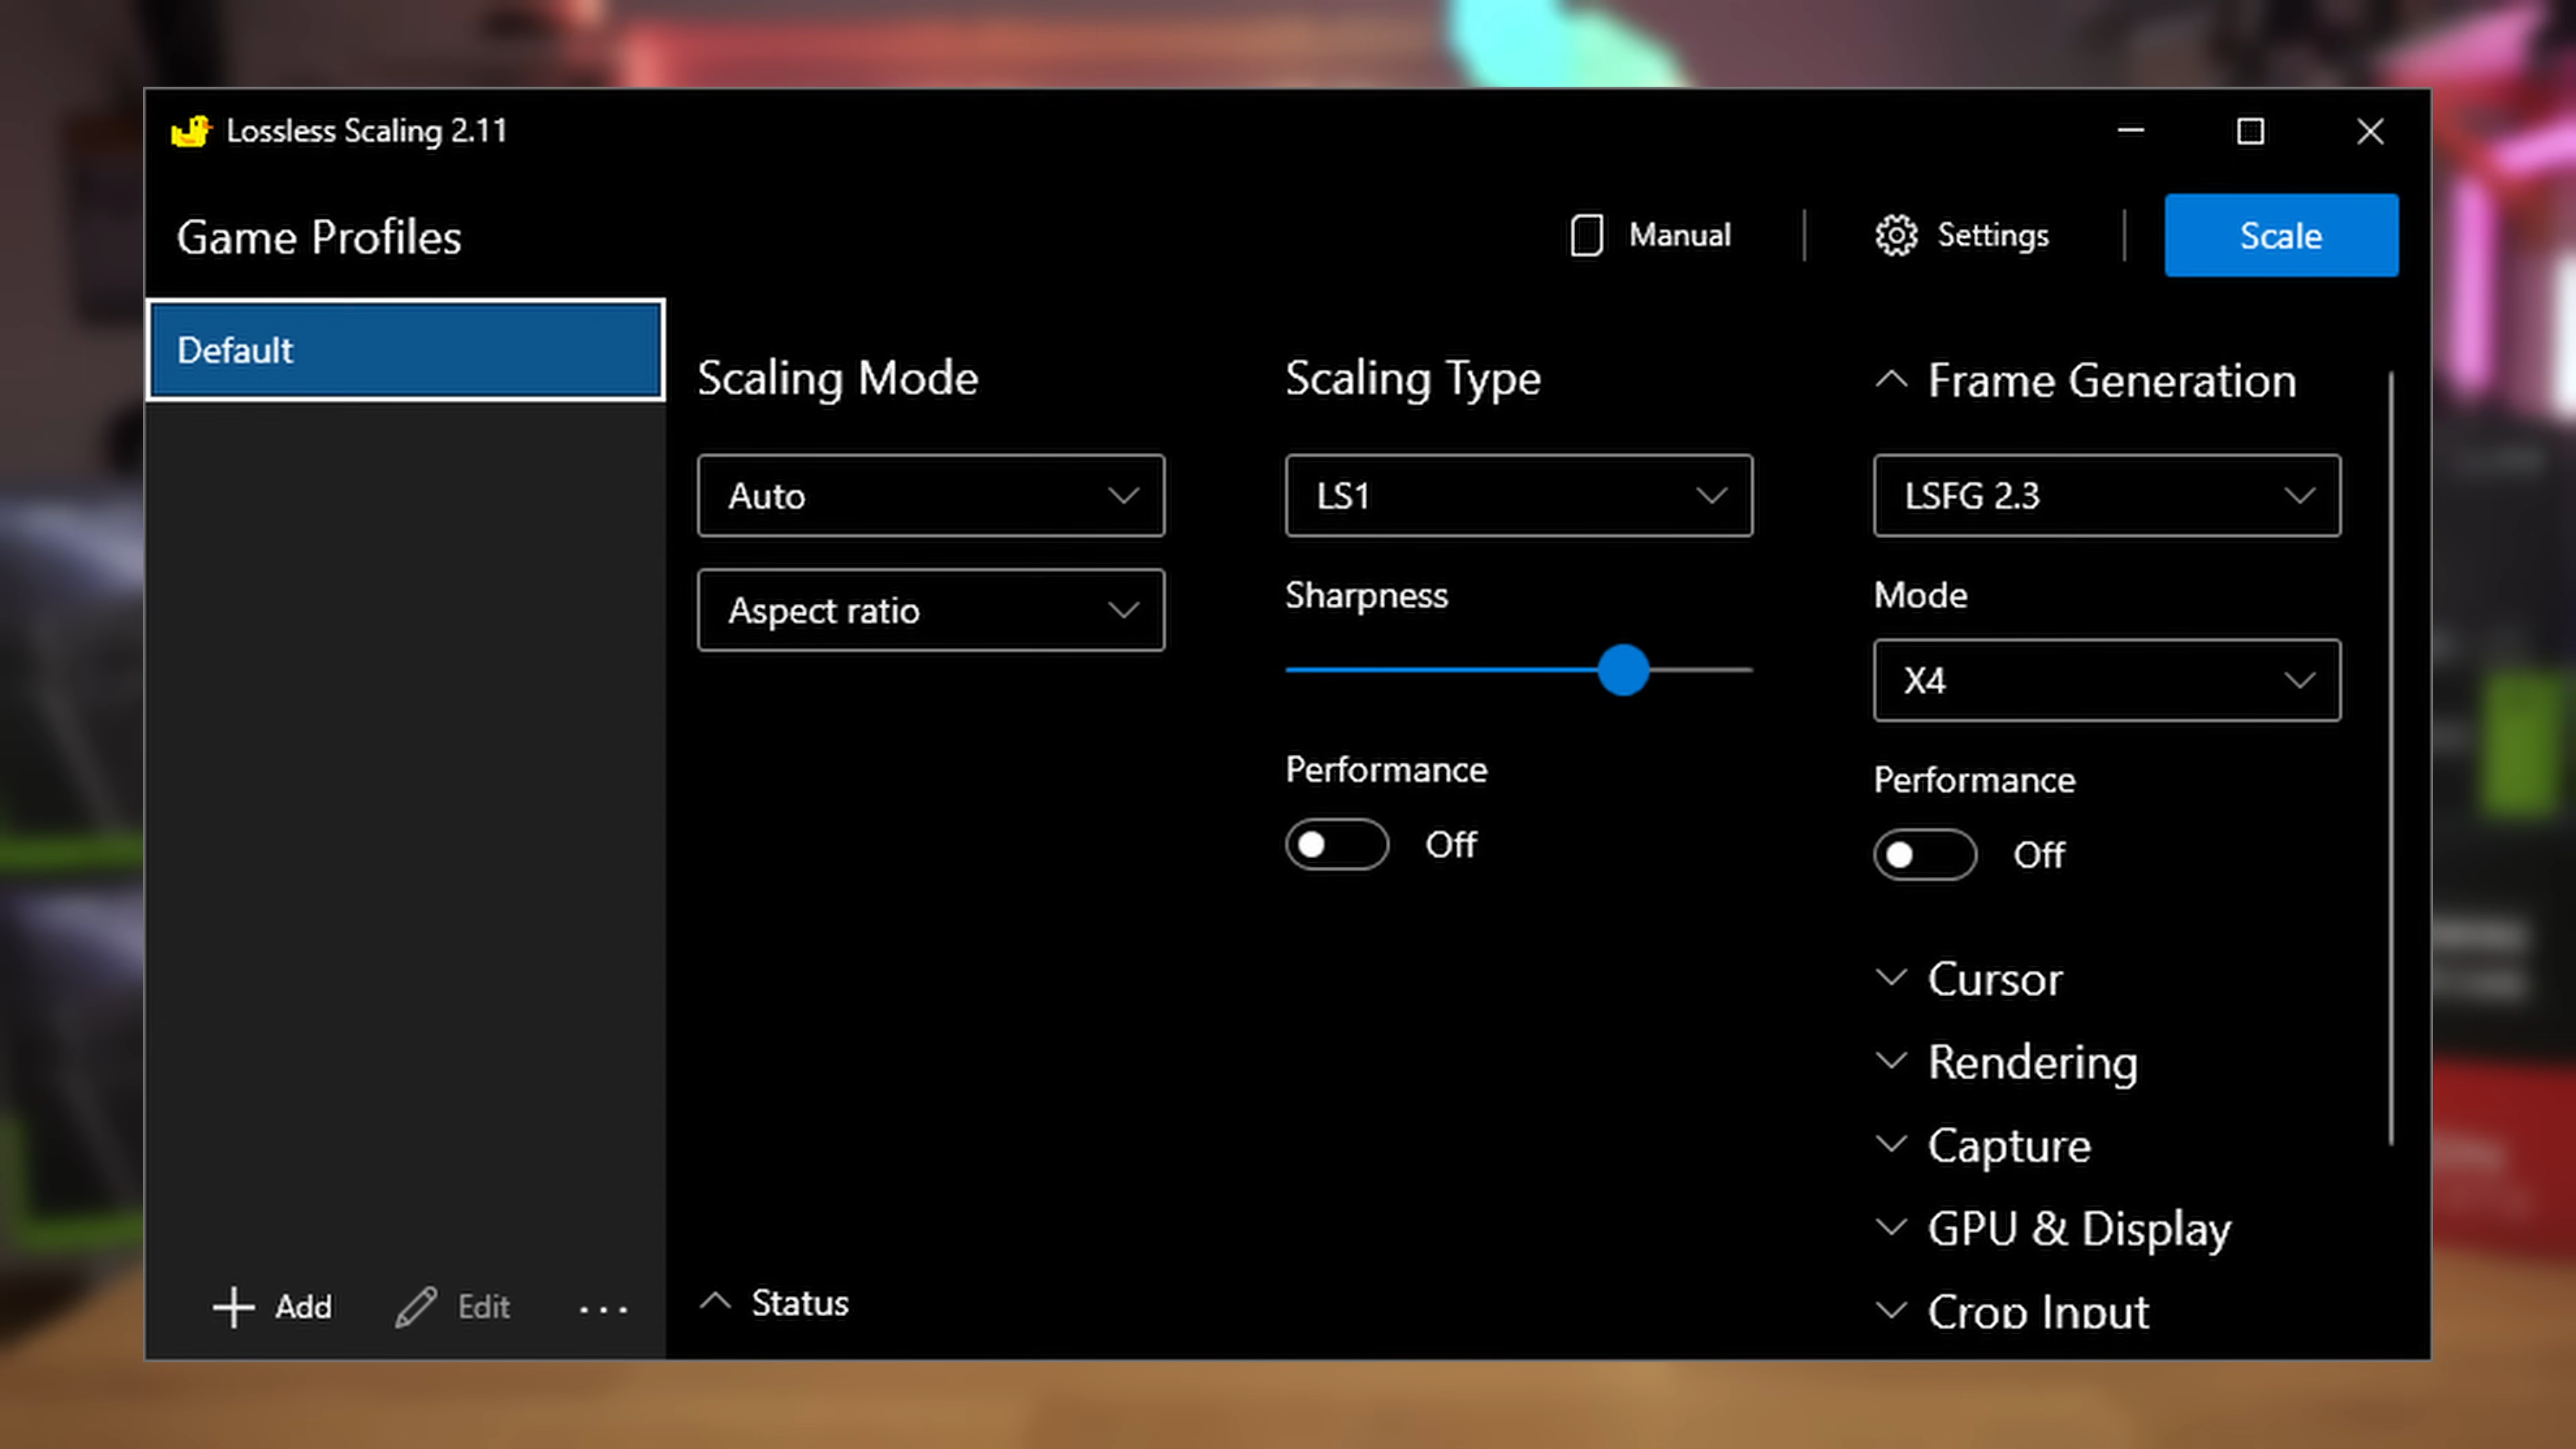 Lossless Scaling 2.11
Game Profiles
Manual
Settings
Scale
Default
Scaling Mode
Auto
Aspect ratio
Scaling Type
LS1
Sharpness
Performance
Off
Frame Generation
LSFG 2.3
Mode
X4
Performance
Off
Cursor
Rendering
Capture
GPU & Display
Crop Input
Add
Edit
Status